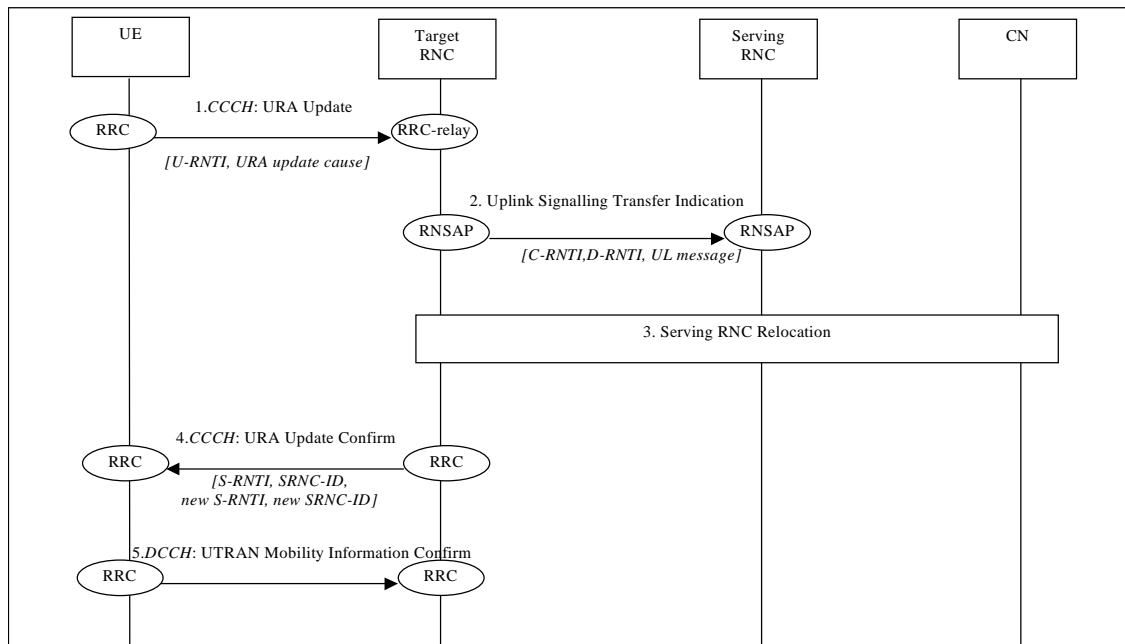 UE
Target
RNC
Serving
RNC
CN
1.CCCH: URA Update
RRC
RRC-relay
[U-RNTI, URA update cause]
2. Uplink Signalling Transfer Indication
RNSAP
RNSAP
[C-RNTI,D-RNTI, UL message]
3. Serving RNC Relocation
4.CCCH: URA Update Confirm
RRC
RRC
[S-RNTI, SRNC-ID,
new S-RNTI, new SRNC-ID]
5.DCCH: UTRAN Mobility Information Confirm
RRC
RRC